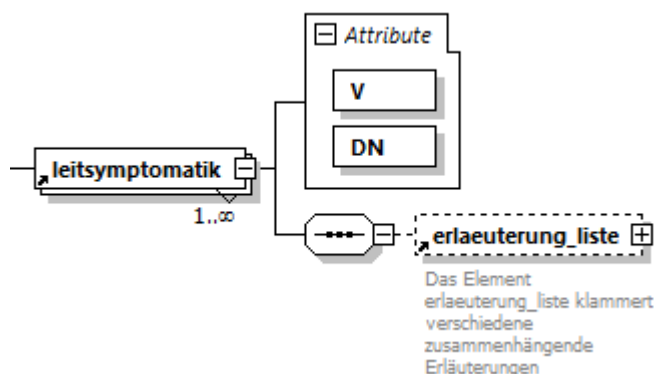 Attribute
V
DN
leitsymptomatik
1..∞
erlaeuterung_liste
Das Element
erlaeuterung_liste klammert
verschiedene
zusammenhängende
Erläuterungen